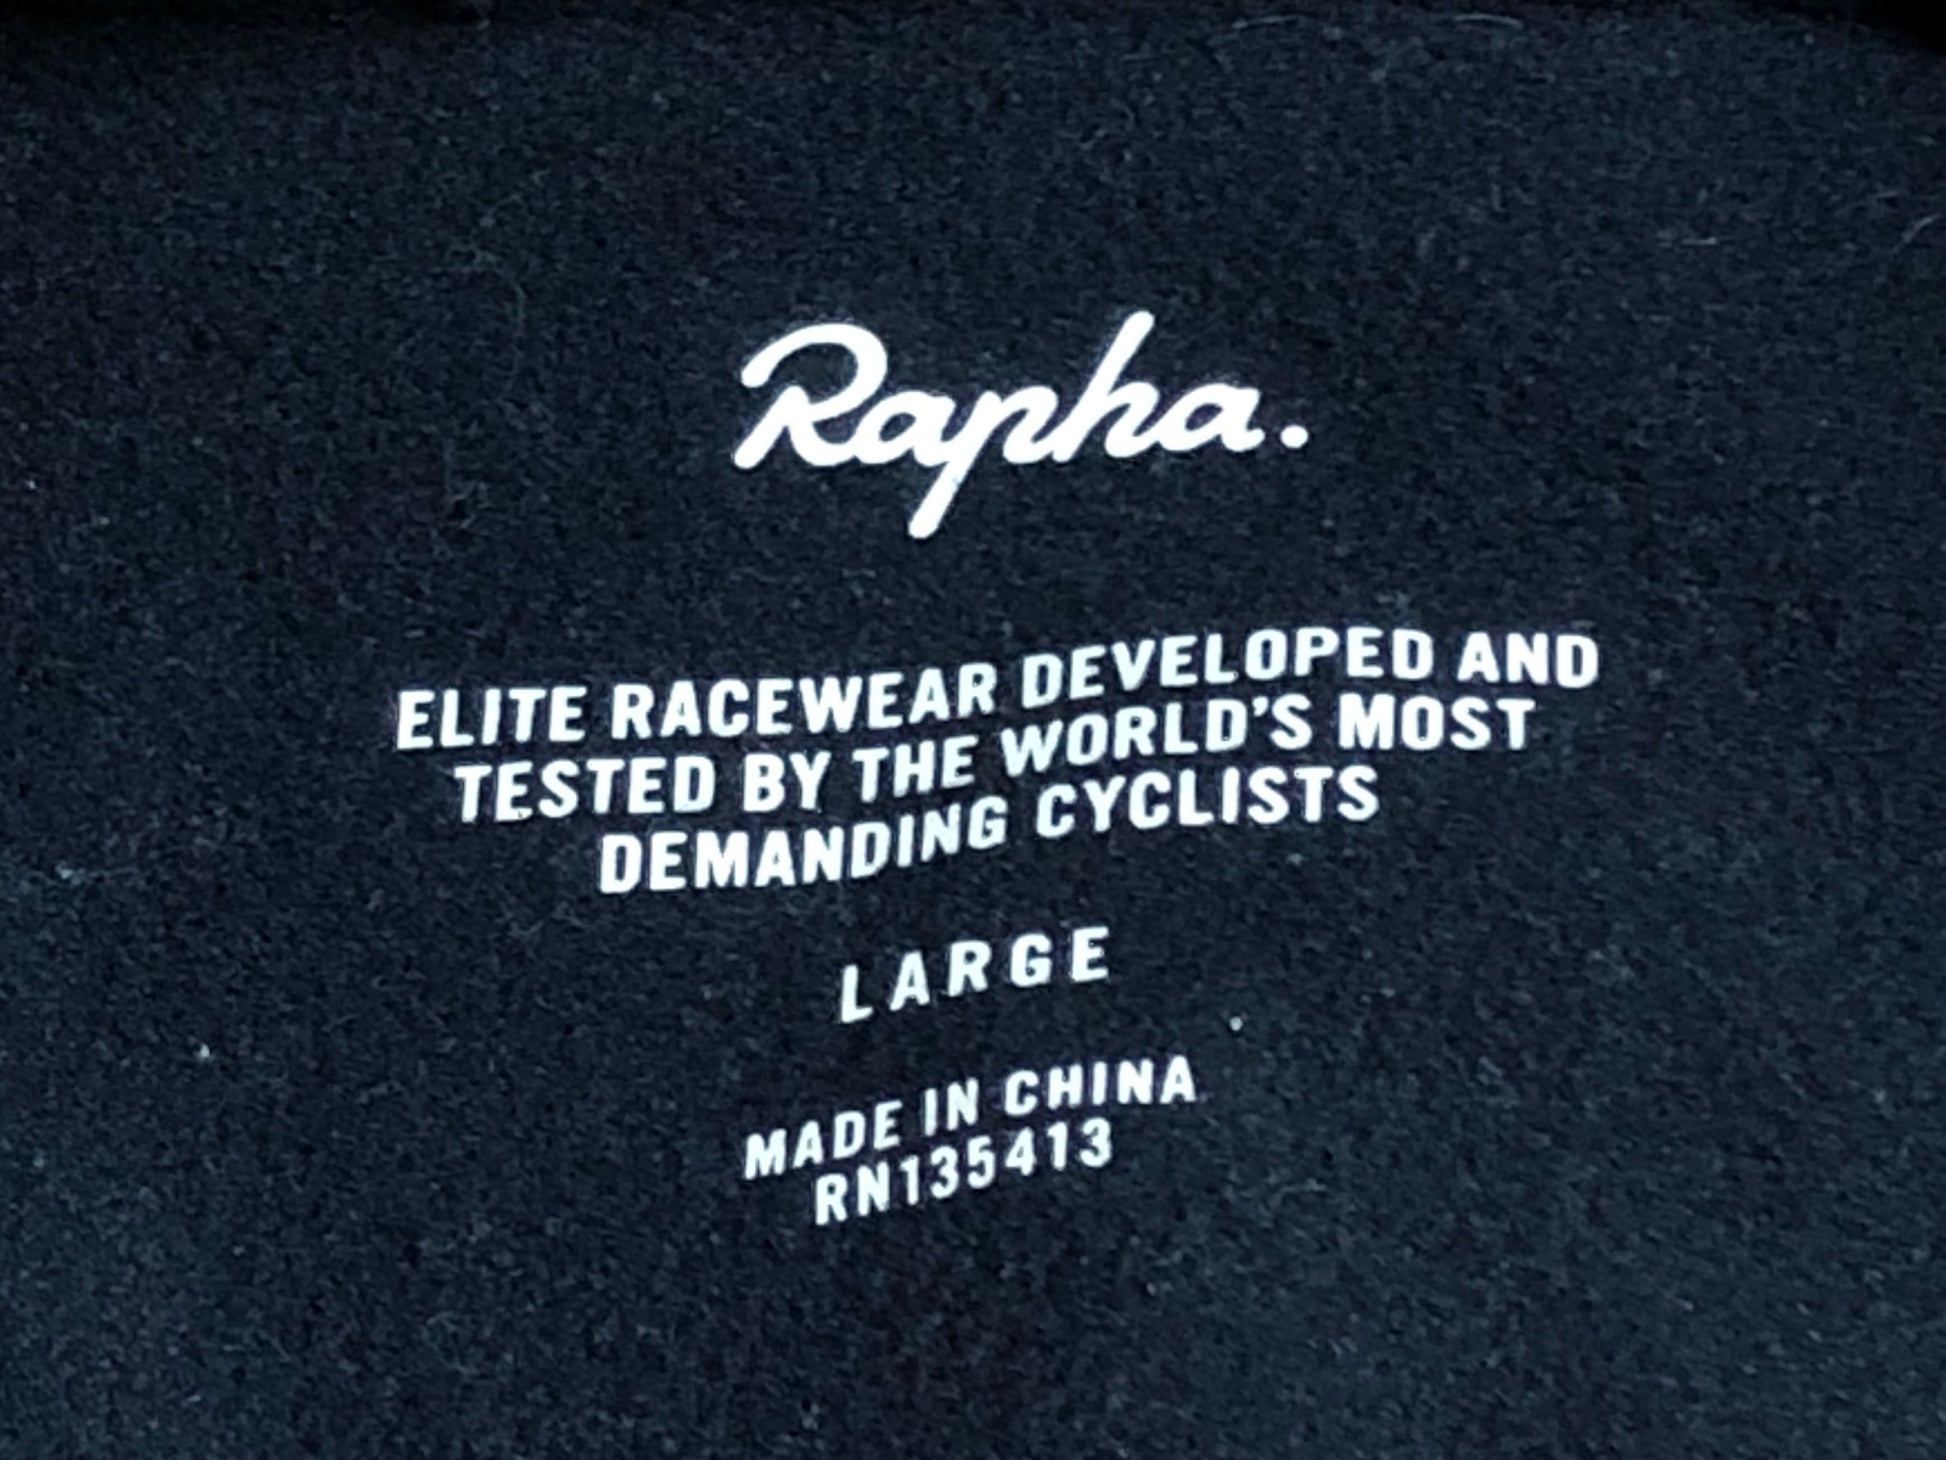 Rapha.
ELITE RACEWEAR DEVELOPED AND
TESTED BY THE WORLD'S MOST
DEMANDING CYCLISTS
LARGE
MADE IN CHINA
RN135413